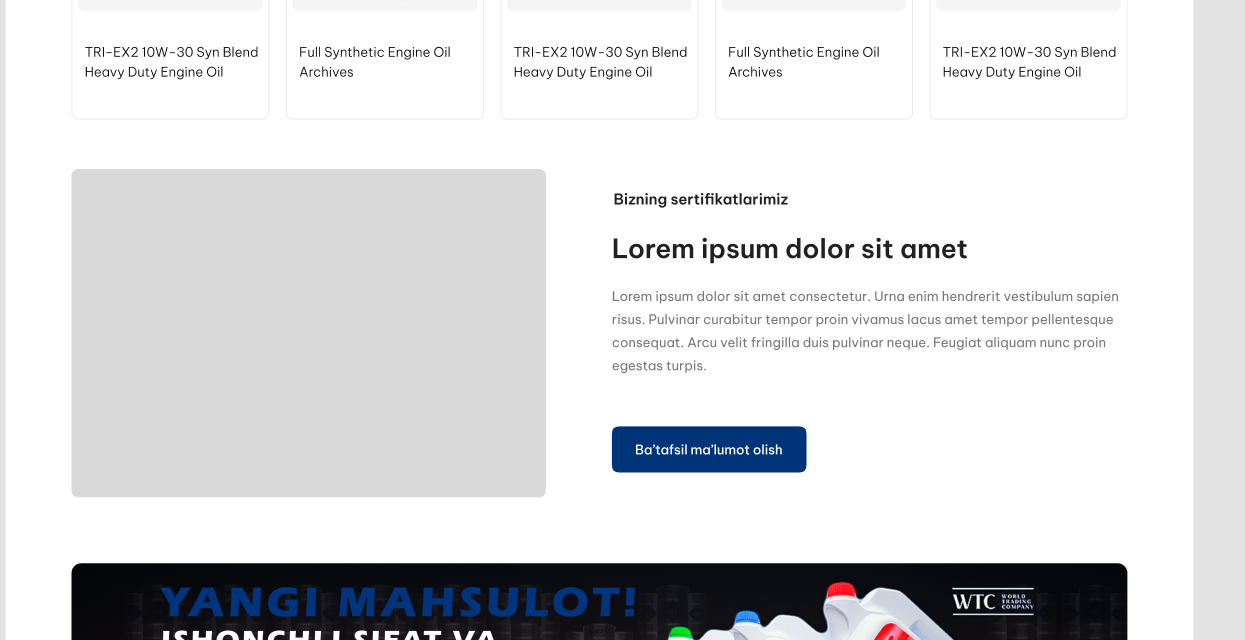 TRI-EX2 10W-30 Syn Blend
Heavy Duty Engine Oil
Full Synthetic Engine Oil
Archives
TRI-EX2 10W-30 Syn Blend
Heavy Duty Engine Oil
Full Synthetic Engine Oil
Archives
TRI-EX2 10W-30 Syn Blend
Heavy Duty Engine Oil
Bizning sertifikatlarimiz
Lorem ipsum dolor sit amet
Lorem ipsum dolor sit amet consectetur. Urna enim hendrerit vestibulum sapien
risus. Pulvinar curabitur tempor proin vivamus lacus amet tempor pellentesque
consequat. Arcu velit fringilla duis pulvinar neque. Feugiat aliquam nunc proin
egestas turpis.
Ba’tafsil ma’lumot olish
YANGI MAHSULOT!
ISHONCHLI SIFAT VA
WTC
WORLD
TRADING
COMPANY